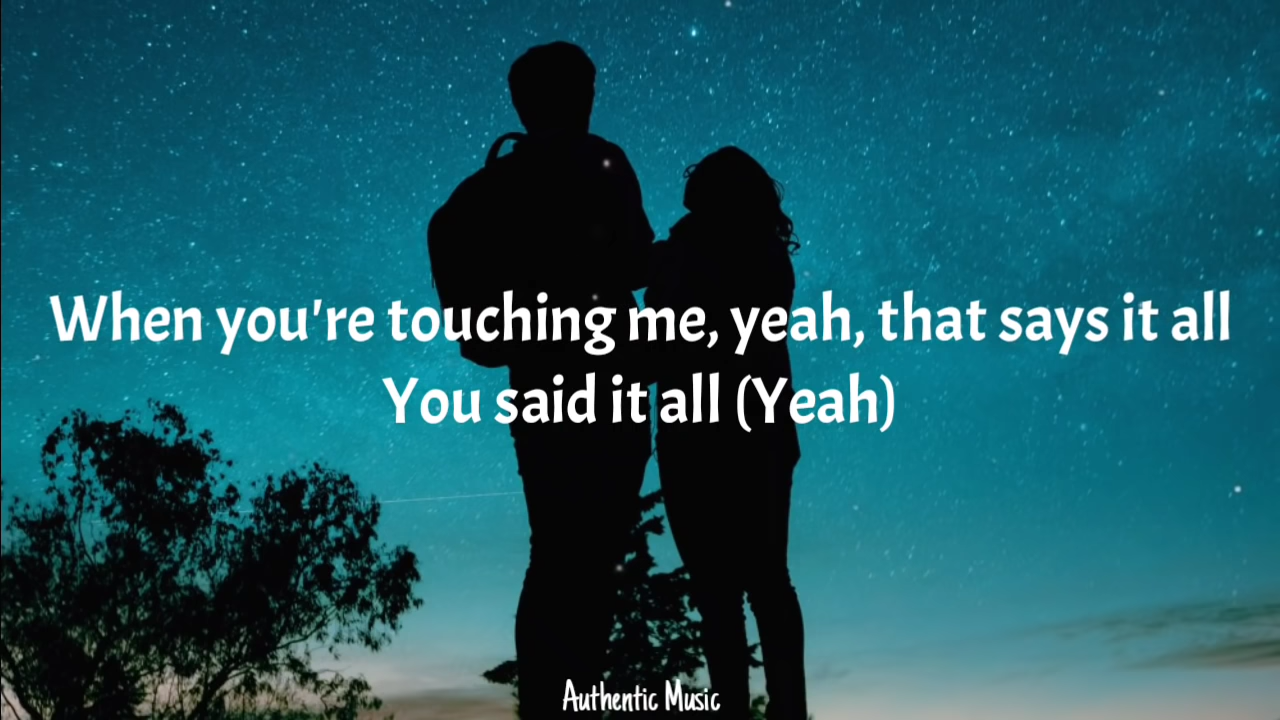 When you're touching me, yeah, that says it all
You said it all (Yeah)
Authentic Music